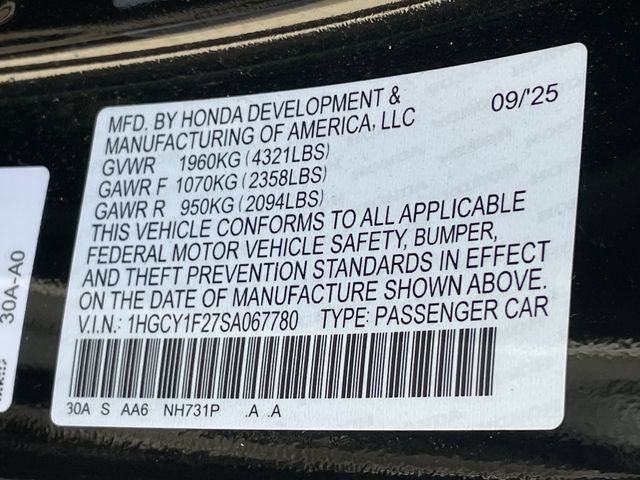 MFD. BY HONDA DEVELOPMENT &
MANUFACTURING OF AMERICA, LLC
09/'25
GVWR 1960KG (4321LBS)
GAWR F 1070KG (2358LBS)
GAWR R 950KG (2094LBS)
THIS VEHICLE CONFORMS TO ALL APPLICABLE
FEDERAL MOTOR VEHICLE SAFETY, BUMPER,
AND THEFT PREVENTION STANDARDS IN EFFECT
ON THE DATE OF MANUFACTURE SHOWN ABOVE.
V.I.N.: 1HGCY1F27SA067780 TYPE: PASSENGER CAR
30A S AA6 NH731P .A .A
30A-A0